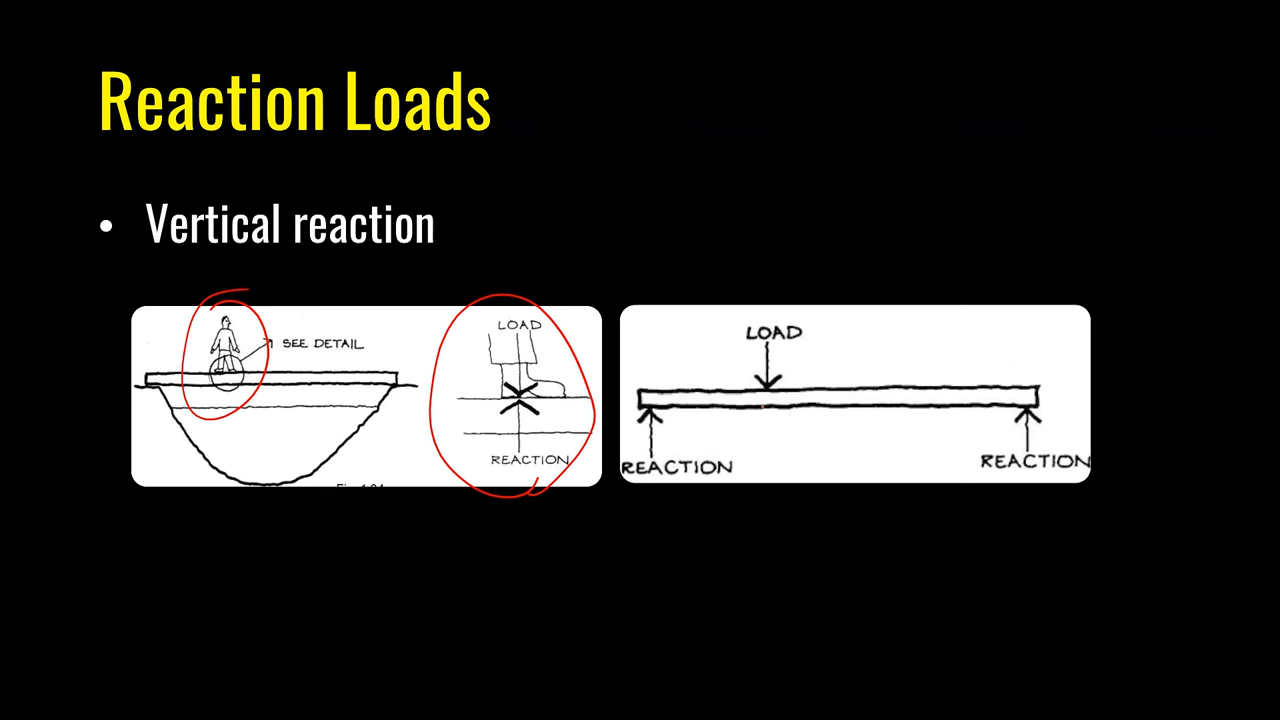 Reaction Loads
• Vertical reaction
SEE DETAIL
LOAD
REACTION
LOAD
REACTION
REACTION